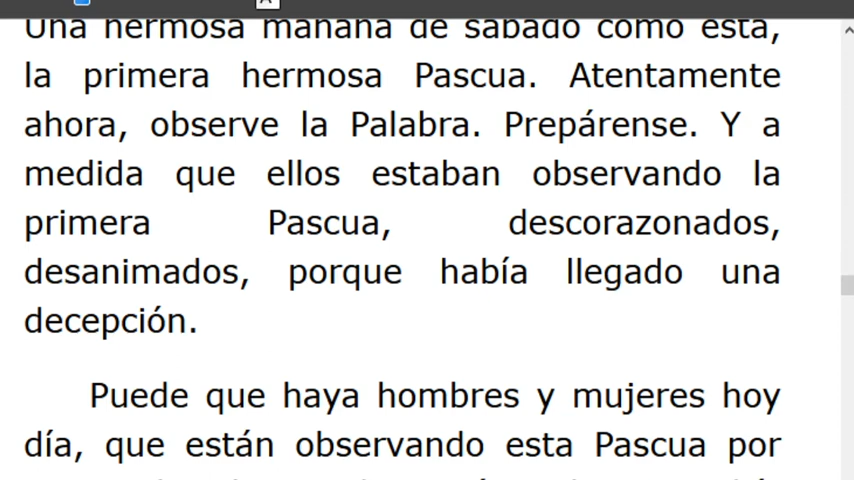 Una hermosa mañana de sábado como esta,
la primera hermosa Pascua. Atentamente
ahora, observe la Palabra. Prepárense. Y a
medida que ellos estaban observando la
primera Pascua, descorazonados,
desanimados, porque había llegado una
decepción.
Puede que haya hombres y mujeres hoy
día, que están observando esta Pascua por